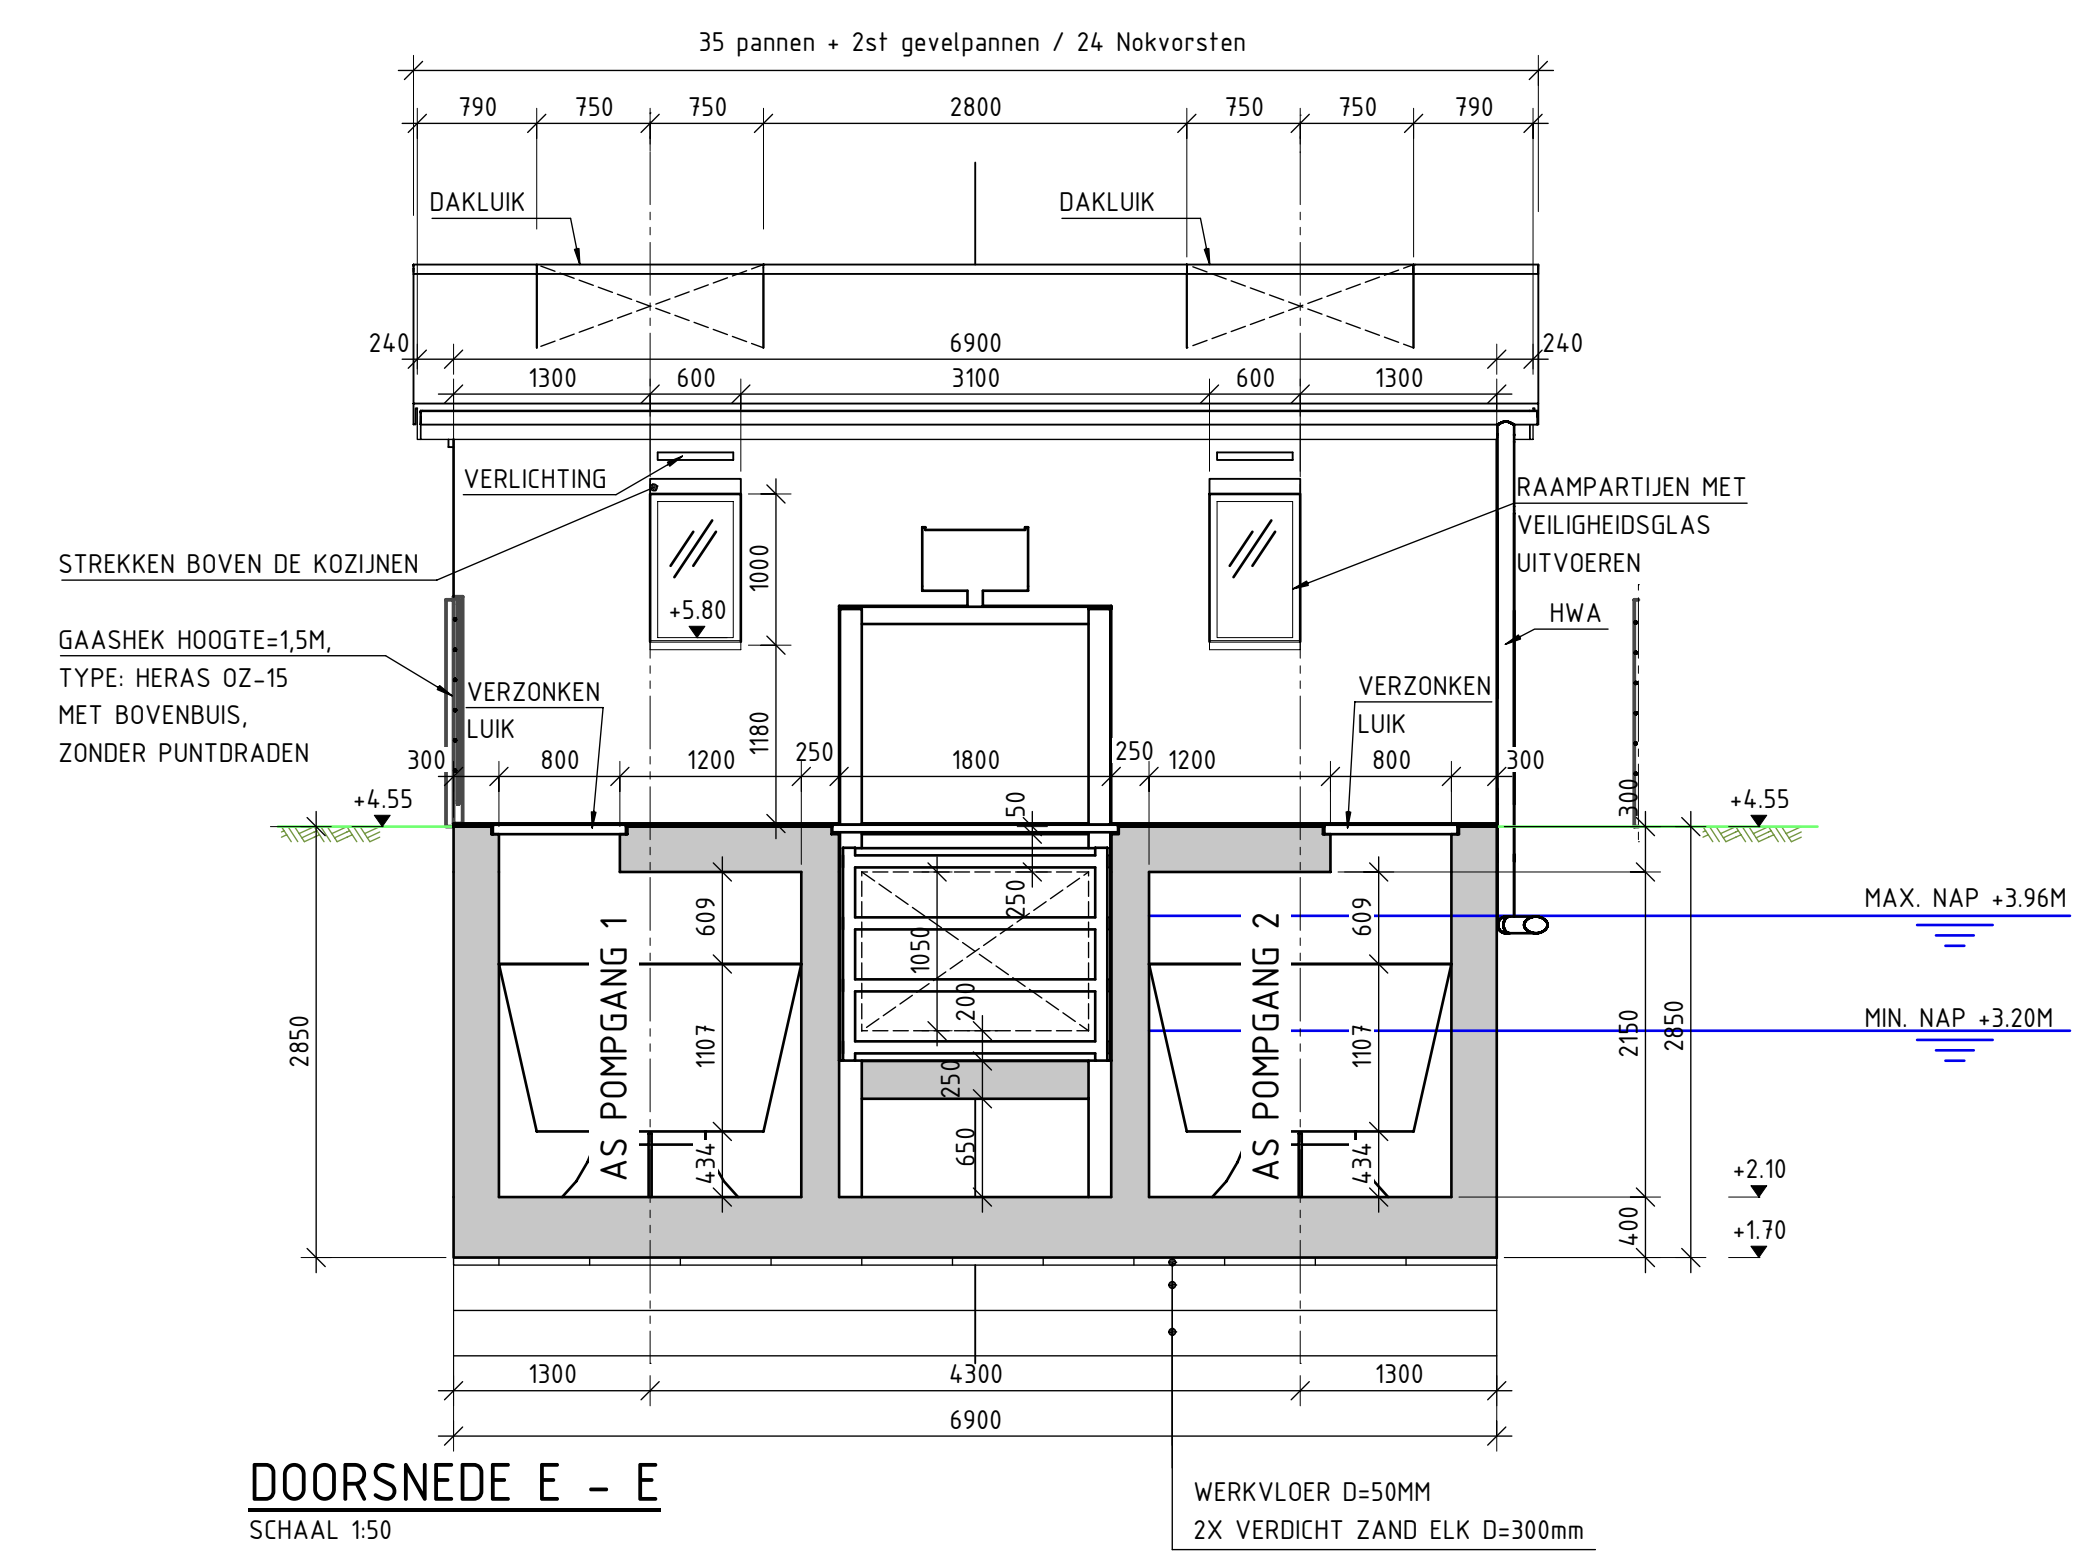 35 pannen + 2st gevelpannen / 24 Nokvorsten
790 750 750 2800 750 750 790
DAKLUIK DAKLUIK
240 6900 240
1300 600 3100 600 1300
VERLICHTING
STREKKEN BOVEN DE KOZIJNEN
RAAMPARTIJEN MET
VEILIGHEIDSGLAS
UITVOEREN
1000
+5.80
HWA
GAASHEK HOOGTE=1,5M,
TYPE: HERAS OZ-15
MET BOVENBUIS,
ZONDER PUNTDRADEN
VERZONKEN
LUIK
VERZONKEN
LUIK
1180
300 800 1200 250 1800 250 1200 800 300
+4.55
50
300
+4.55
250
609
609
1050
200
250
650
1107
1107
434
434
AS POMPGANG 1
AS POMPGANG 2
MAX. NAP +3.96M
MIN. NAP +3.20M
2850
2150
2850
400
+2.10
+1.70
1300 4300 1300
6900
DOORSNEDE E - E
SCHAAL 1:50
WERKVLOER D=50MM
2X VERDICHT ZAND ELK D=300mm